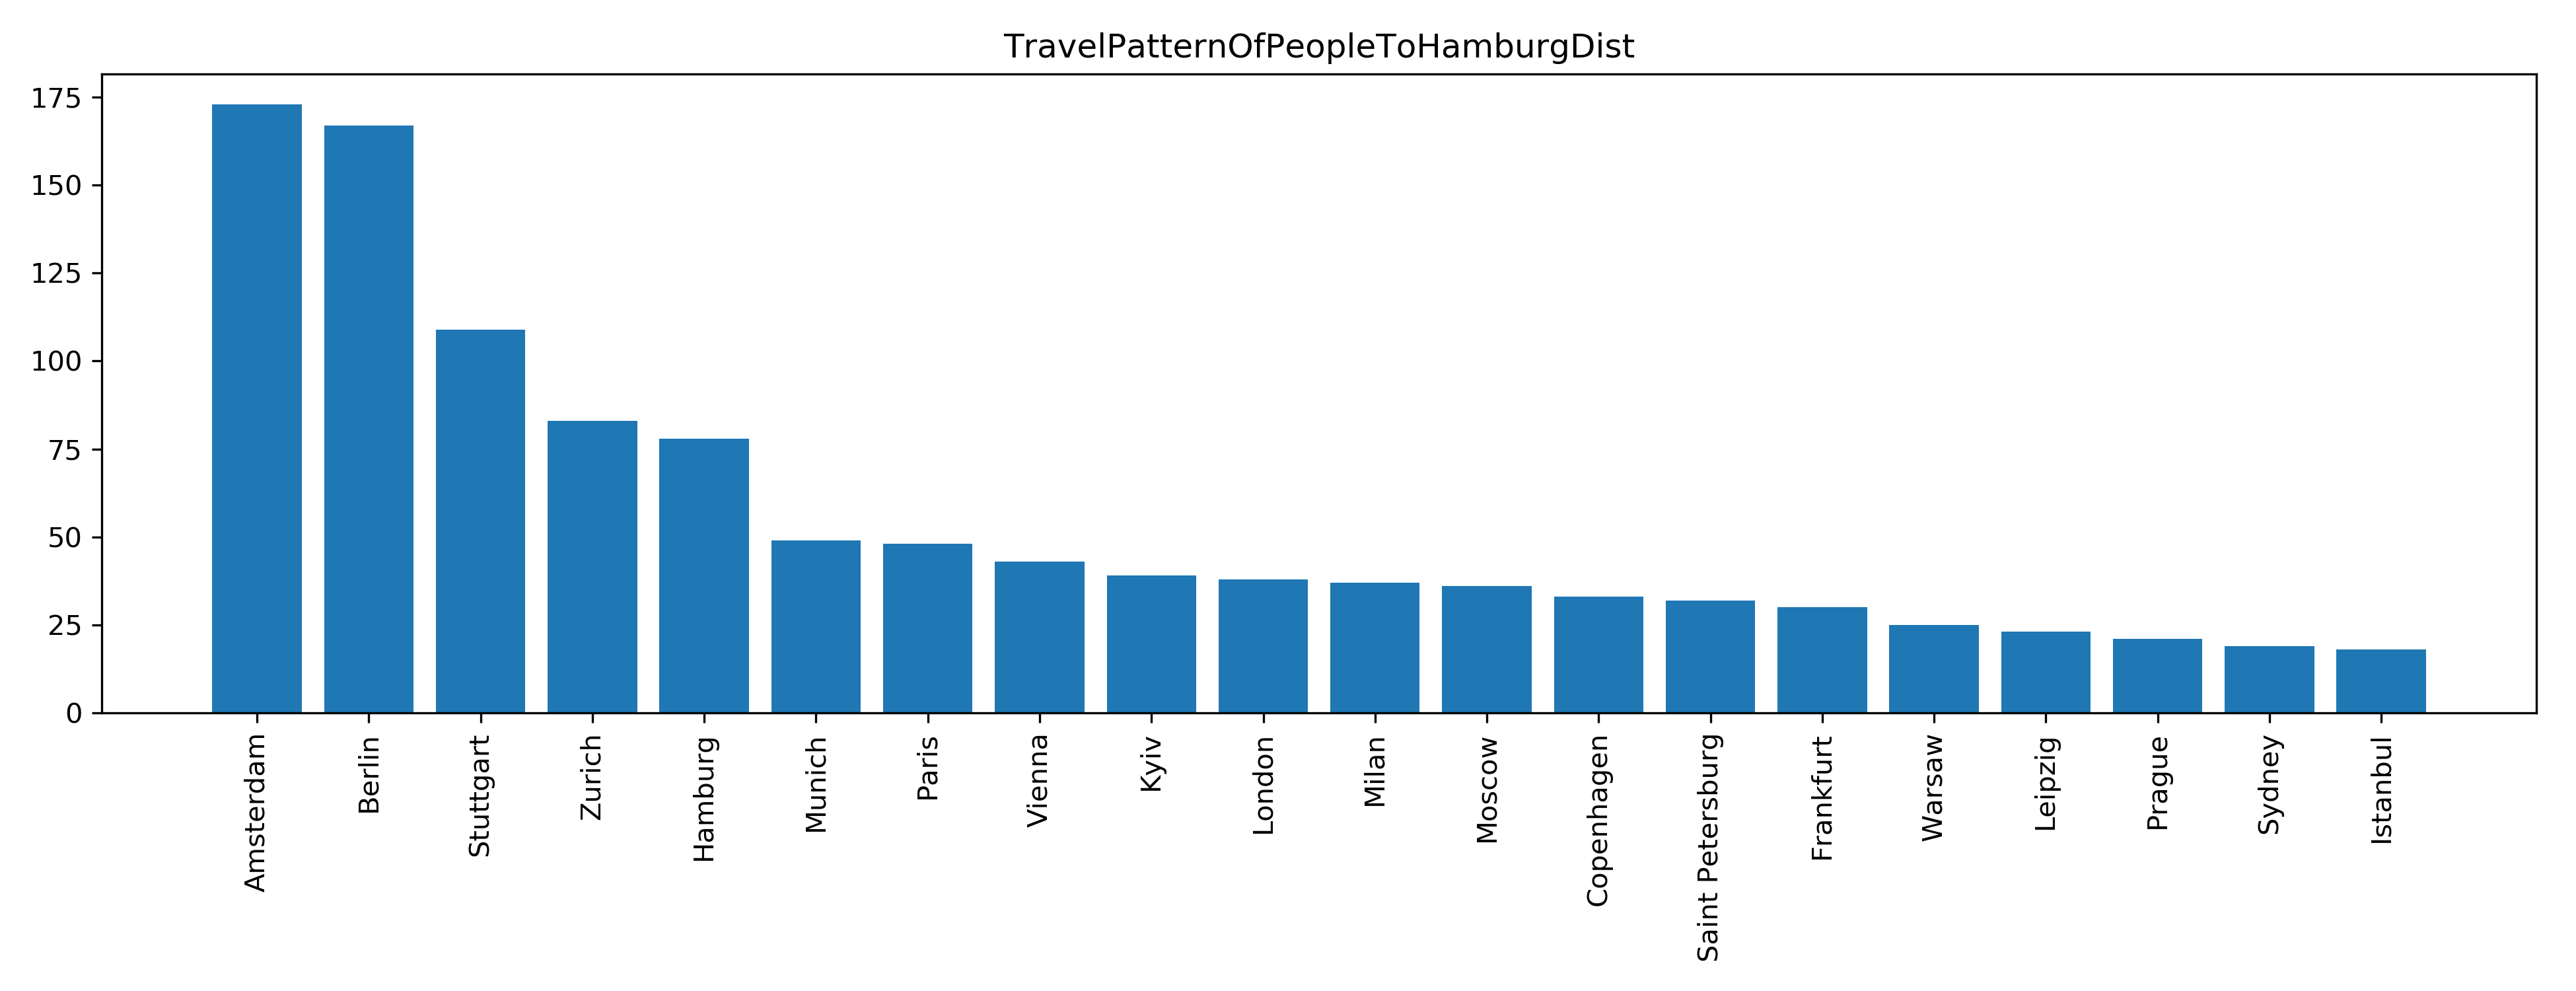 TravelPatternOfPeopleToHamburgDist
175
150
125
100
75
50
25
0
Amsterdam
Berlin
Stuttgart
Zurich
Hamburg
Munich
Paris
Vienna
Kyiv
London
Milan
Moscow
Copenhagen
Saint Petersburg
Frankfurt
Warsaw
Leipzig
Prague
Sydney
Istanbul